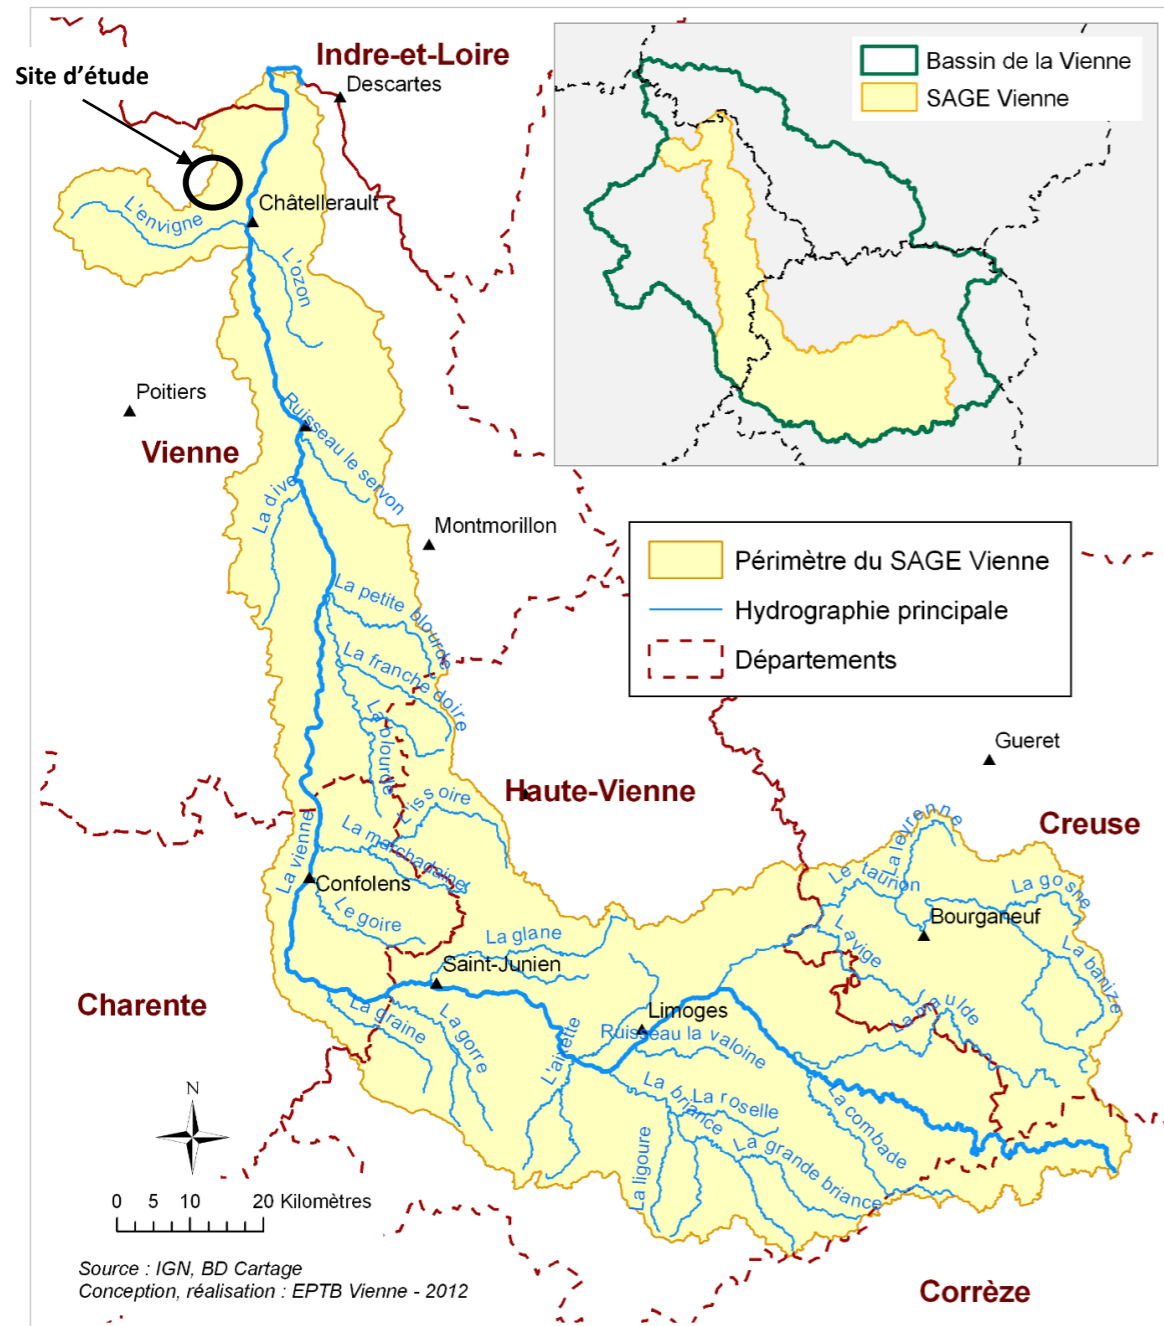 Indre-et-Loire
Site d'étude
Descartes
Bassin de la Vienne
SAGE Vienne
L'envigne
Châtellerault
L'ozon
Poitiers
Vienne
Ruisseau le servon
La dive
Montmorillon
Périmètre du SAGE Vienne
Hydrographie principale
Départements
La petite blourde
La franche doire
La blourde
Gueret
L'issoire
Haute-Vienne
Creuse
La vienne
La marchadaine
La leyrenne
Le taurion
La gosne
Confolens
Le goire
Bourganeuf
La glane
La vige
La banize
Saint-Junien
Charente
La graine
La gorre
L'aixette
Limoges
Ruisseau la valoine
La maulde
La briance
La roselle
La combade
La ligoure
La grande briance
N
0 5 10 20 Kilomètres
Source : IGN, BD Cartage
Conception, réalisation : EPTB Vienne - 2012
Corrèze